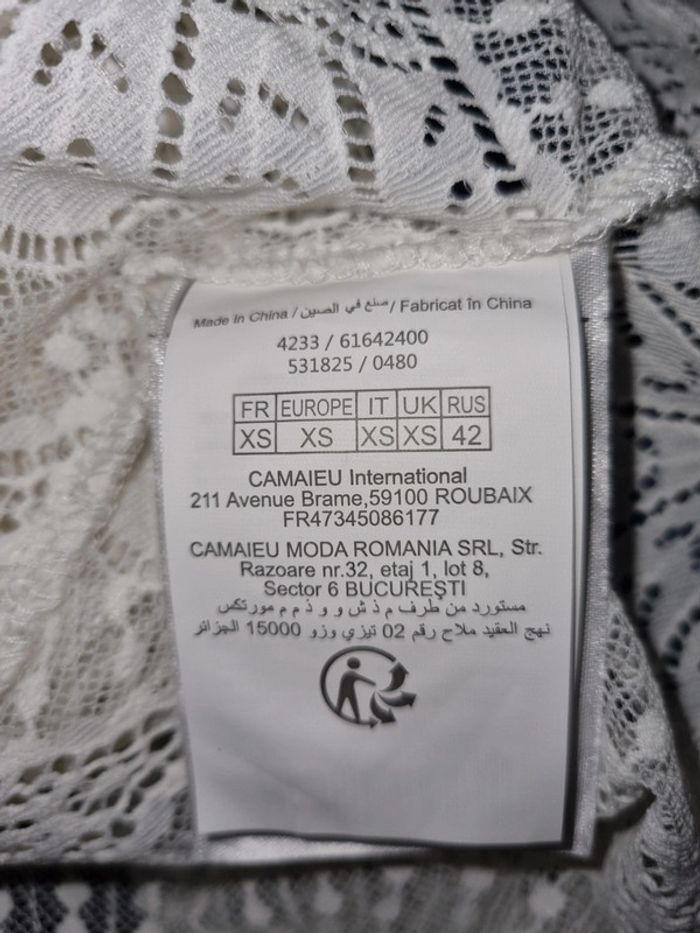 Made In China / صنع في الصين / Fabricat în China
4233 / 61642400
531825 / 0480
FR EUROPE IT UK RUS
XS XS XS XS 42
CAMAIEU International
211 Avenue Brame,59100 ROUBAIX
FR47345086177
CAMAIEU MODA ROMANIA SRL, Str.
Razoare nr.32, etaj 1, lot 8,
Sector 6 BUCUREȘTI
مستورد من طرف م ذ ش و و ذ م م مورتكس
نهج العقيد ملاح رقم 02 تيزي وزو 15000 الجزائر